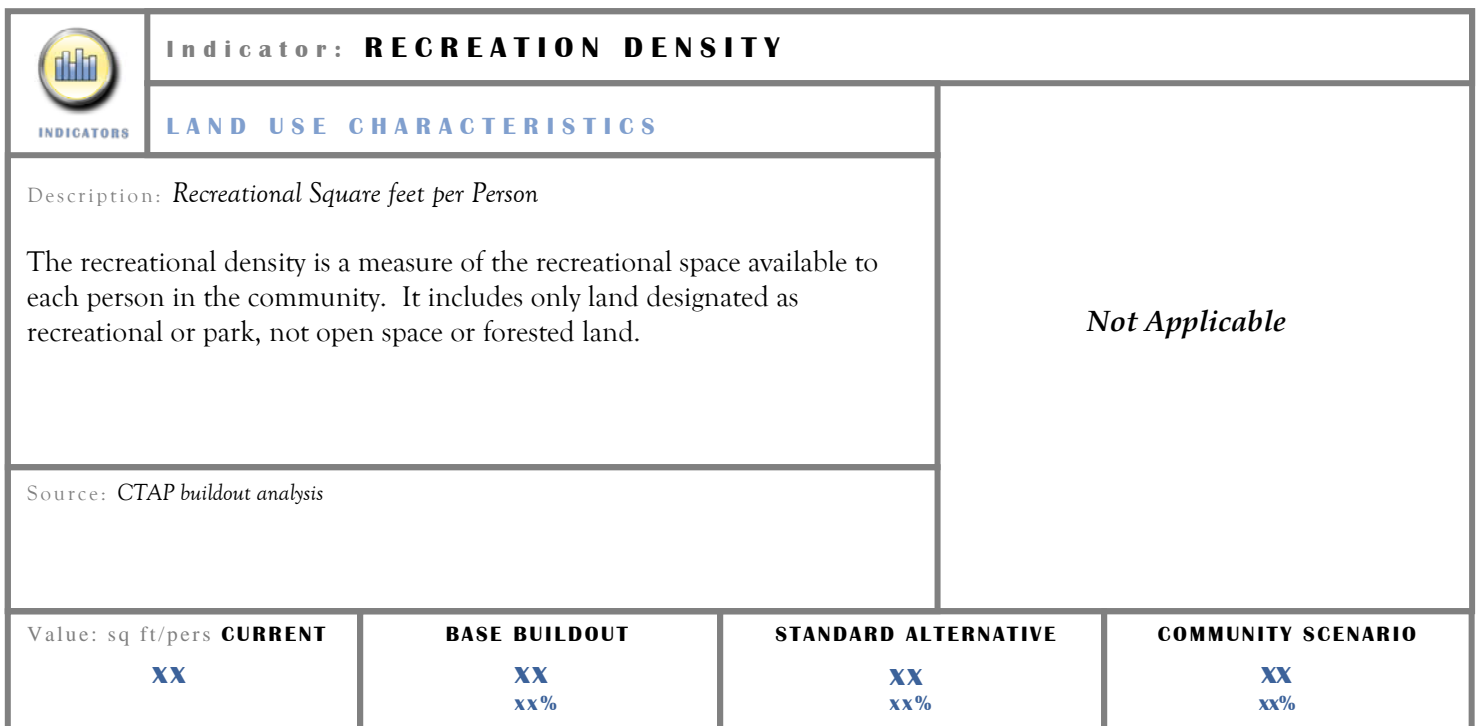 Indicator: RECREATION DENSITY
INDICATORS
LAND USE CHARACTERISTICS
Description: Recreational Square feet per Person
The recreational density is a measure of the recreational space available to
each person in the community. It includes only land designated as
recreational or park, not open space or forested land.
Not Applicable
Source: CTAP buildout analysis
Value: sq ft/pers CURRENT
xx
BASE BUILDOUT
xx
xx%
STANDARD ALTERNATIVE
xx
xx%
COMMUNITY SCENARIO
xx
xx%